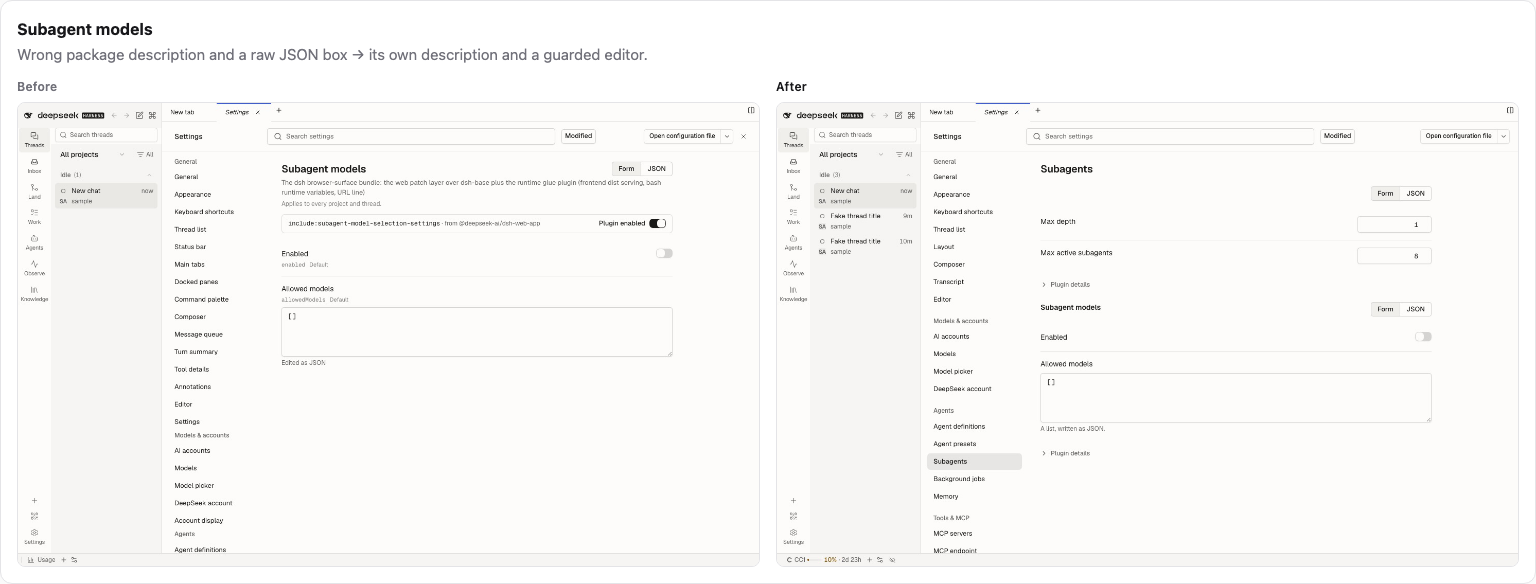 Subagent models
Wrong package description and a raw JSON box → its own description and a guarded editor.
Before
deepseek HARNESS
New tab
Settings
Threads
Inbox
Land
Work
Agents
Observe
Knowledge
Settings
Search threads
All projects
All
Idle (1)
New chat now
SA sample
Settings
Search settings
Modified
Open configuration file
General
General
Appearance
Keyboard shortcuts
Thread list
Status bar
Main tabs
Docked panes
Command palette
Composer
Message queue
Turn summary
Tool details
Annotations
Editor
Settings
Models & accounts
AI accounts
Models
Model picker
DeepSeek account
Account display
Agents
Agent definitions
Subagent models
Form JSON
The dsh browser-surface bundle: the web patch layer over dsh-base plus the runtime glue plugin (frontend dist serving, bash
runtime variables, URL line)
Applies to every project and thread.
include:subagent-model-selection-settings · from @deepseek-ai/dsh-web-app
Plugin enabled
Enabled
enabled Default
Allowed models
allowedModels Default
[]
Edited as JSON
Usage
After
deepseek HARNESS
New tab
Settings
Threads
Inbox
Land
Work
Agents
Observe
Knowledge
Settings
Search threads
All projects
All
Idle (3)
New chat now
SA sample
Fake thread title 9m
SA sample
Fake thread title 10m
SA sample
Settings
Search settings
Modified
Open configuration file
General
General
Appearance
Keyboard shortcuts
Thread list
Layout
Composer
Transcript
Editor
Models & accounts
AI accounts
Models
Model picker
DeepSeek account
Agents
Agent definitions
Agent presets
Subagents
Background jobs
Memory
Tools & MCP
MCP servers
MCP endpoint
Subagents
Form JSON
Max depth
1
Max active subagents
8
Plugin details
Subagent models
Form JSON
Enabled
Allowed models
[]
A list, written as JSON.
Plugin details
10% · 2d 23h